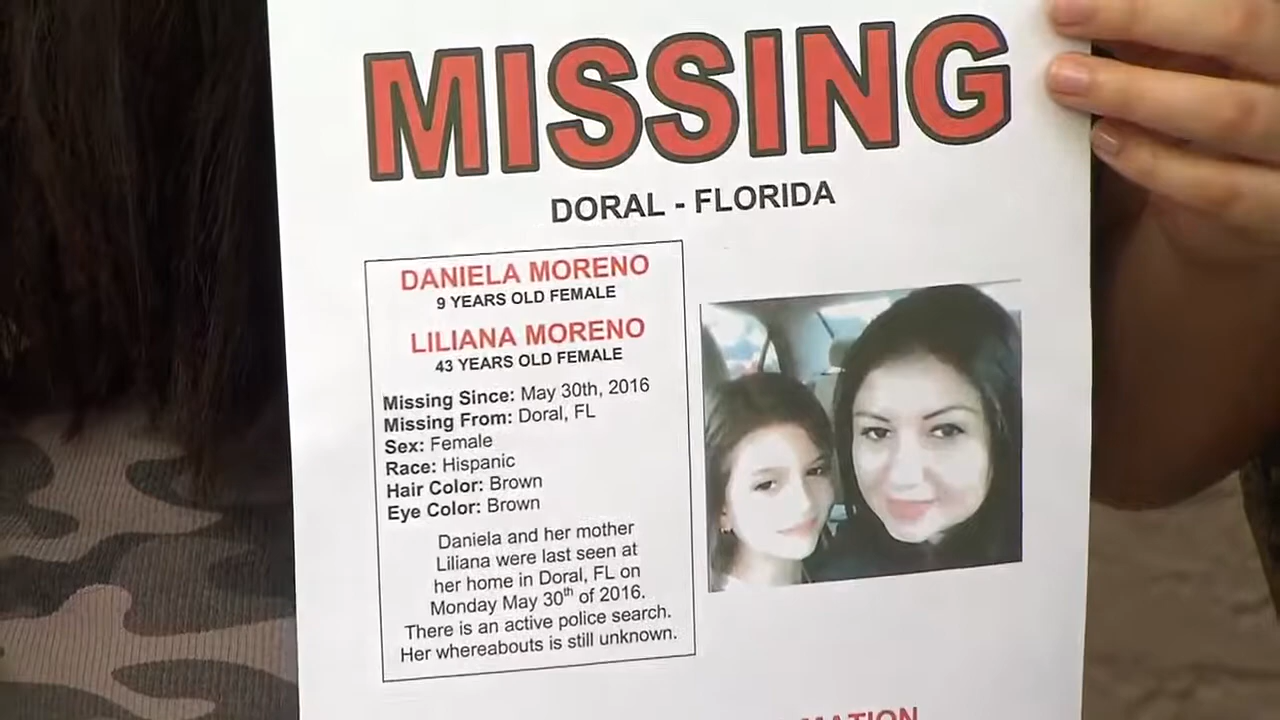 MISSING
DORAL - FLORIDA
DANIELA MORENO
9 YEARS OLD FEMALE
LILIANA MORENO
43 YEARS OLD FEMALE
Missing Since: May 30th, 2016
Missing From: Doral, FL
Sex: Female
Race: Hispanic
Hair Color: Brown
Eye Color: Brown
Daniela and her mother
Liliana were last seen at
her home in Doral, FL on
Monday May 30th of 2016.
There is an active police search.
Her whereabouts is still unknown.